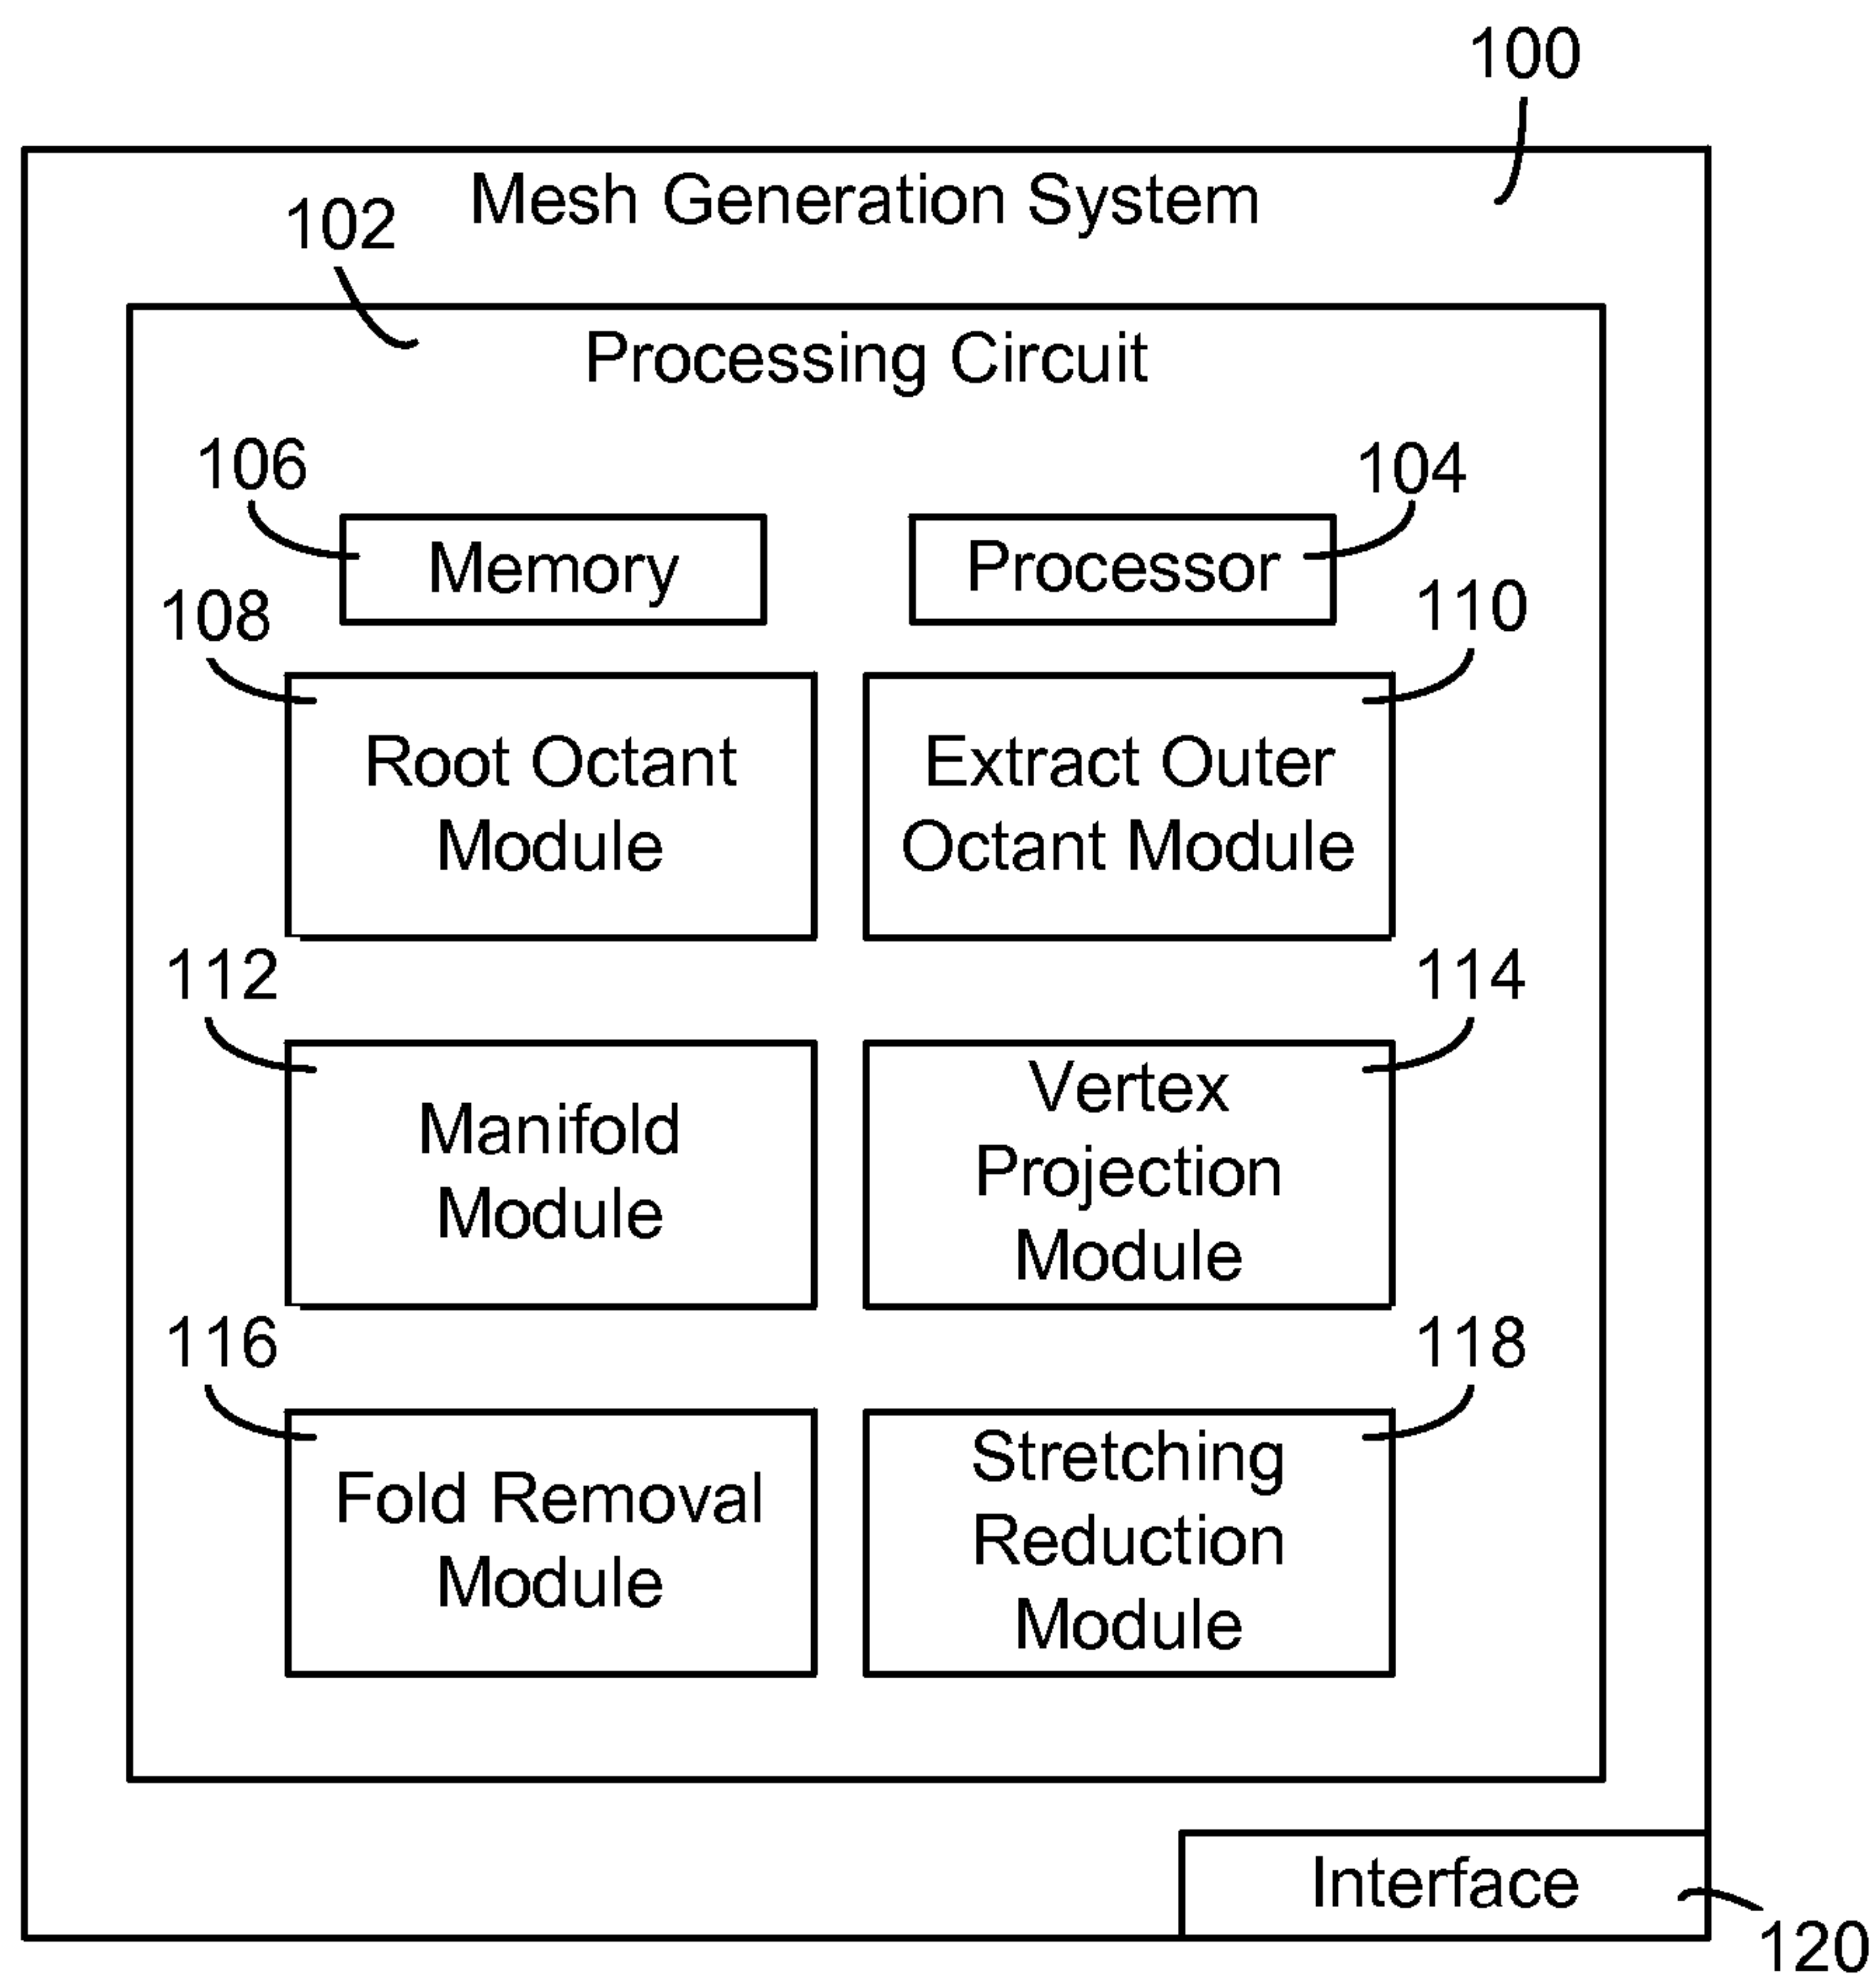 100
Mesh Generation System
102
Processing Circuit
106
104
Memory
Processor
108
110
Root Octant
Module
Extract Outer
Octant Module
112
114
Manifold
Module
Vertex
Projection
Module
116
118
Fold Removal
Module
Stretching
Reduction
Module
Interface
120